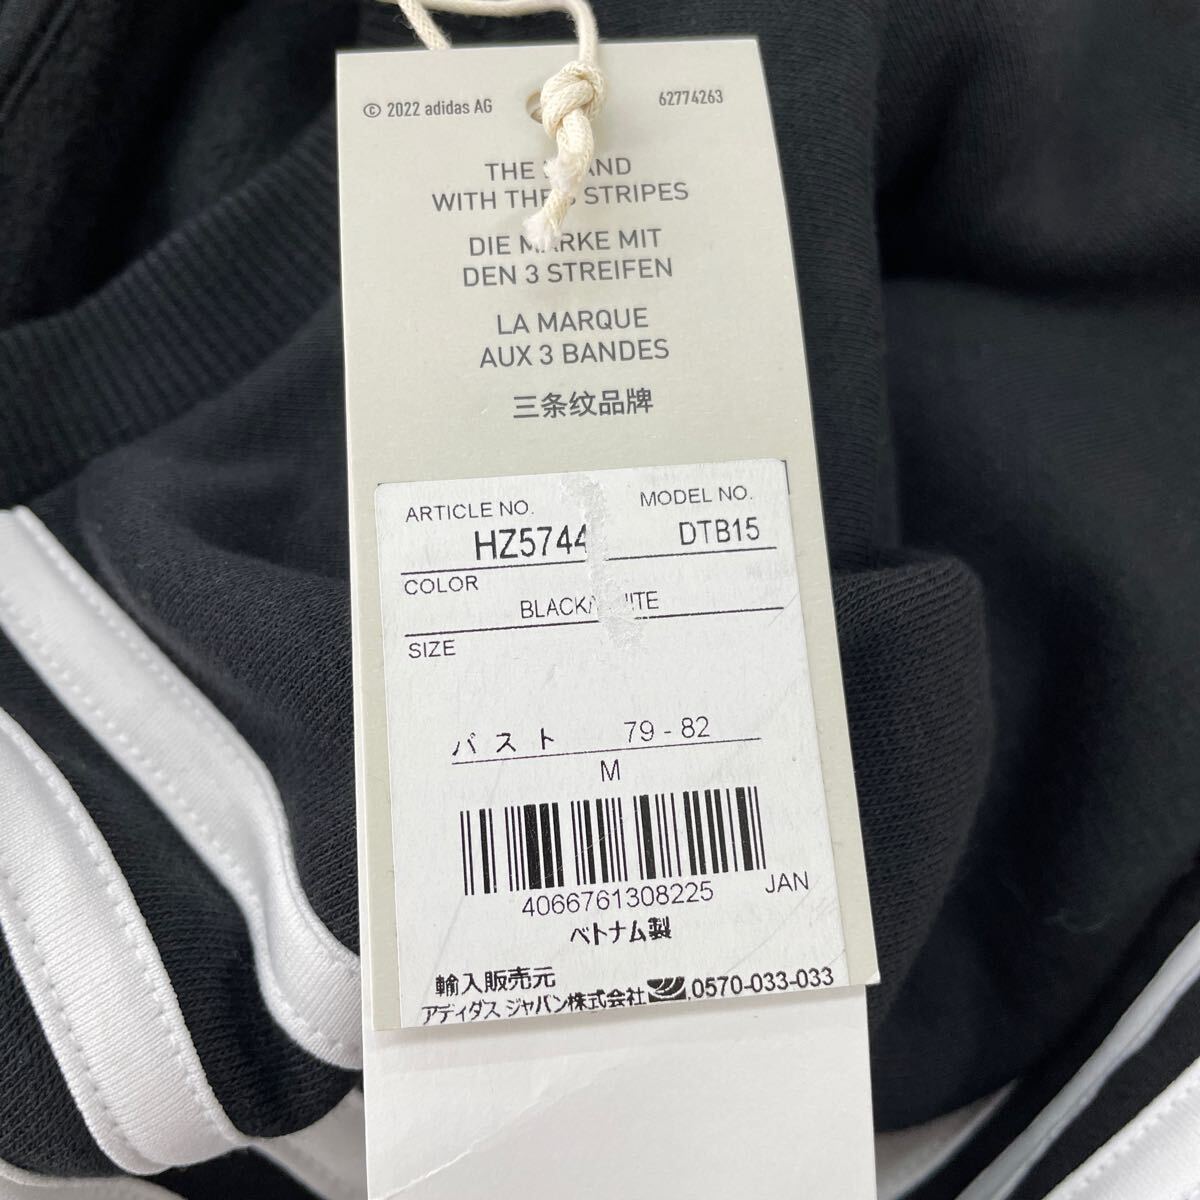 © 2022 adidas AG 62774263
THE
WITH STRIPES
DIE MARKE MIT
DEN 3 STREIFEN
LA MARQUE
AUX 3 BANDES
三条纹品牌
ARTICLE NO. MODEL NO.
HZ5744 DTB15
COLOR
SIZE
バスト 79 - 82
M
4066761308225 JAN
ベトナム製
輸入販売元
アディダス ジャパン株式会社 0570-033-033